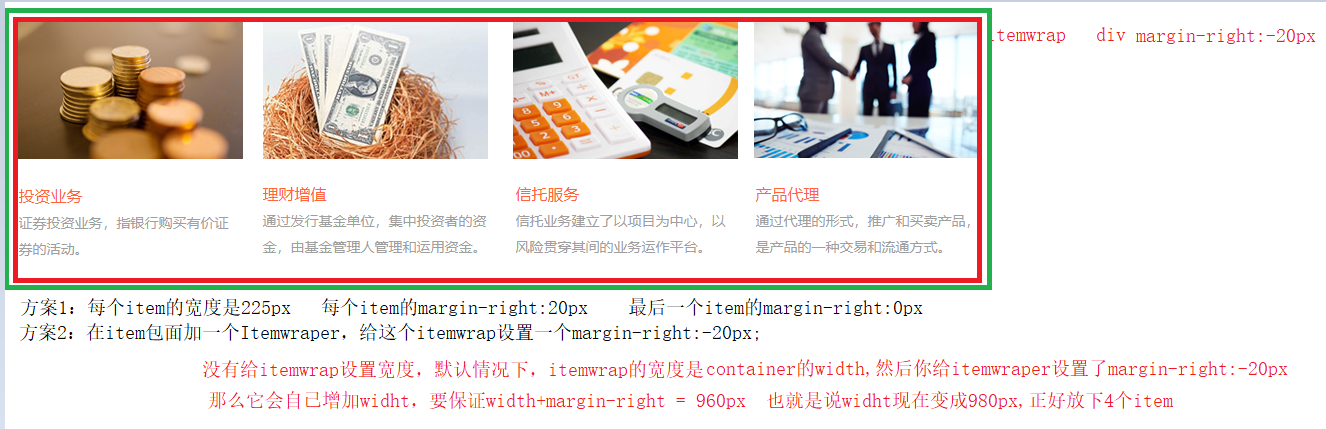 itemwrap div margin-right:-20px
投资业务
证券投资业务，指银行购买有价证
券的活动。
理财增值
通过发行基金单位，集中投资者的资
金，由基金管理人管理和运用资金。
信托服务
信托业务建立了以项目为中心，以
风险贯穿其间的业务运作平台。
产品代理
通过代理的形式，推广和买卖产品，
是产品的一种交易和流通方式。
方案1：每个item的宽度是225px 每个item的margin-right:20px 最后一个item的margin-right:0px
方案2：在item包面加一个Itemwraper，给这个itemwrap设置一个margin-right:-20px;
没有给itemwrap设置宽度，默认情况下，itemwrap的宽度是container的width,然后你给itemwraper设置了margin-right:-20px
那么它会自已增加widht，要保证width+margin-right = 960px 也就是说widht现在变成980px,正好放下4个item